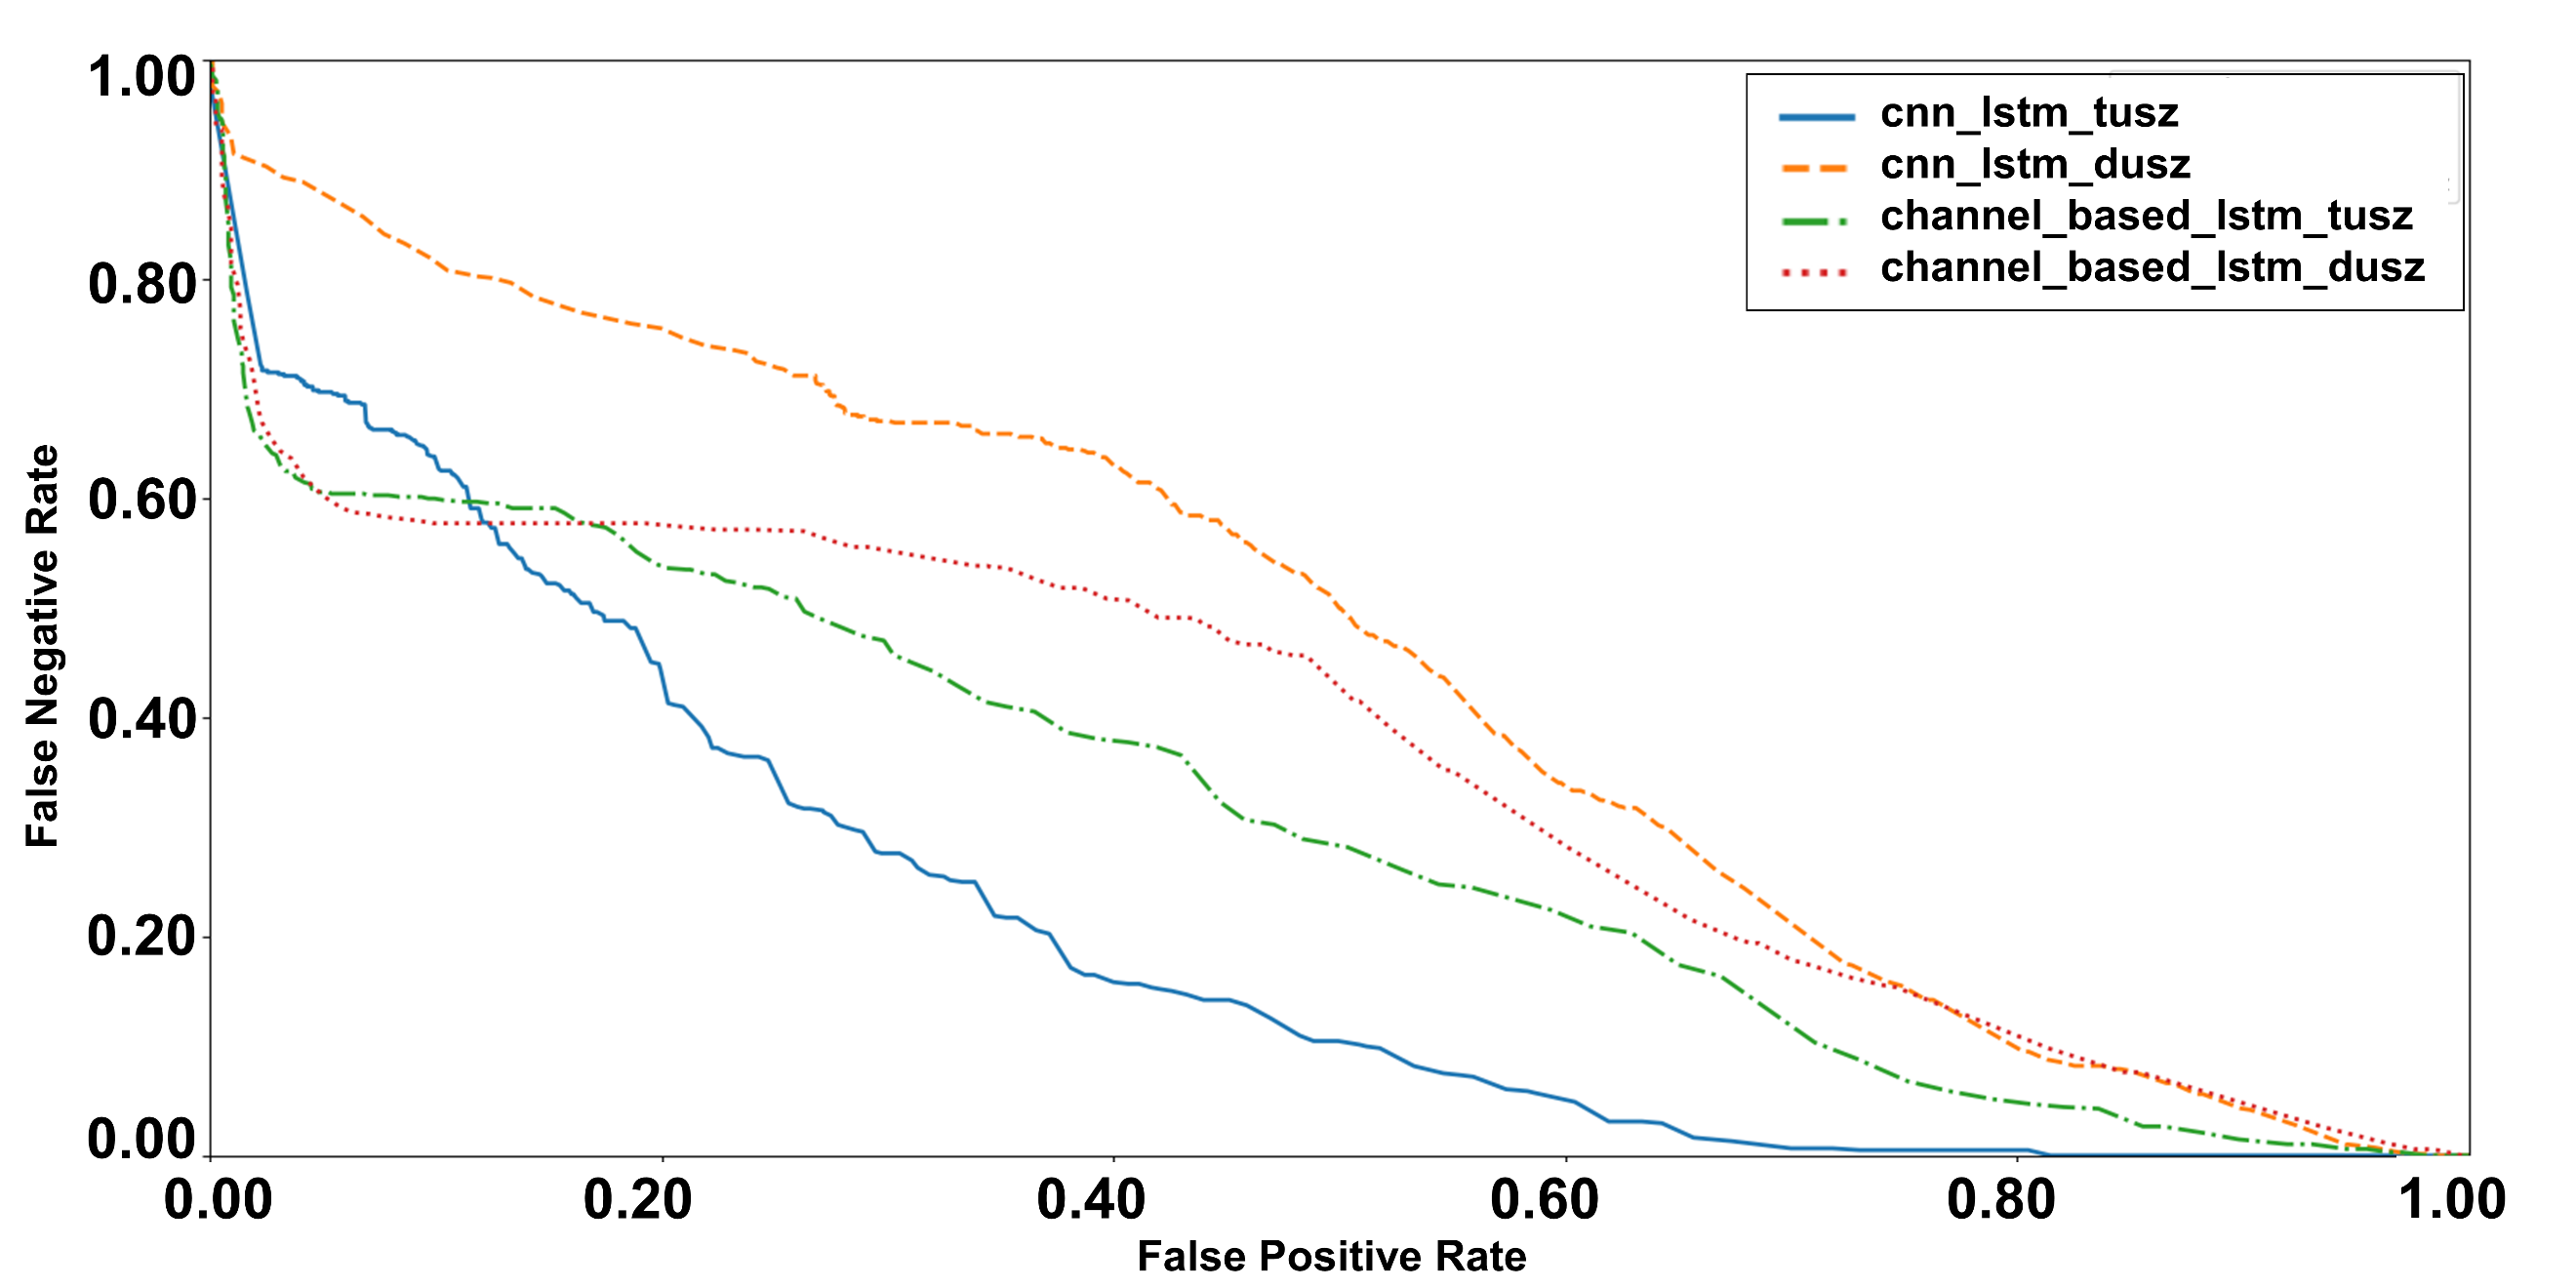 1.00
0.80
0.60
0.40
0.20
0.00
False Negative Rate
cnn_lstm_tusz
cnn_lstm_dusz
channel_based_lstm_tusz
channel_based_lstm_dusz
0.00 0.20 0.40 0.60 0.80 1.00
False Positive Rate